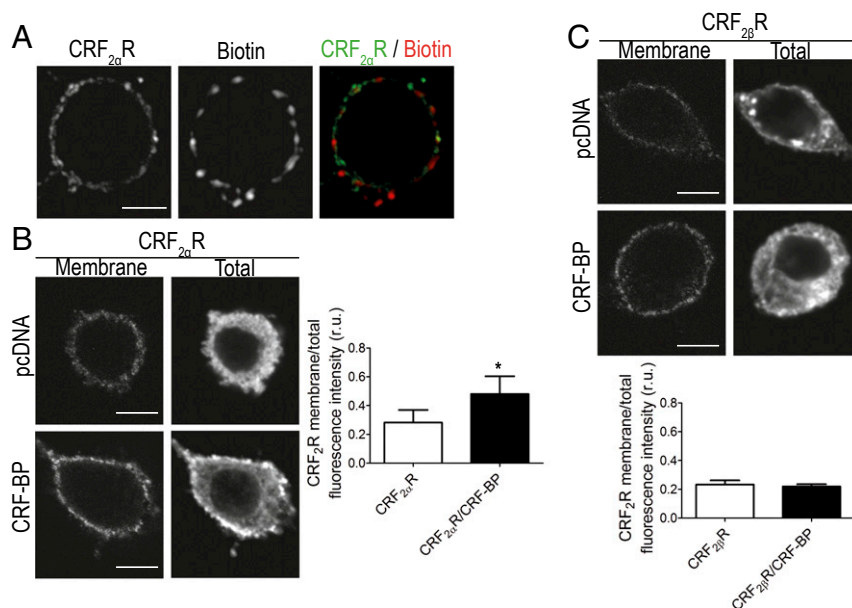 A
CRF2αR
Biotin
CRF2αR / Biotin
B
CRF2αR
Membrane
Total
pcDNA
CRF-BP
CRF2R membrane/total
fluorescence intensity (r.u.)
0.8
0.6
0.4
0.2
0.0
*
CRF2αR
CRF2αR/CRF-BP
C
CRF2βR
Membrane
Total
pcDNA
CRF-BP
CRF2R membrane/total
fluorescence intensity (r.u.)
0.8
0.6
0.4
0.2
0.0
CRF2βR
CRF2βR/CRF-BP